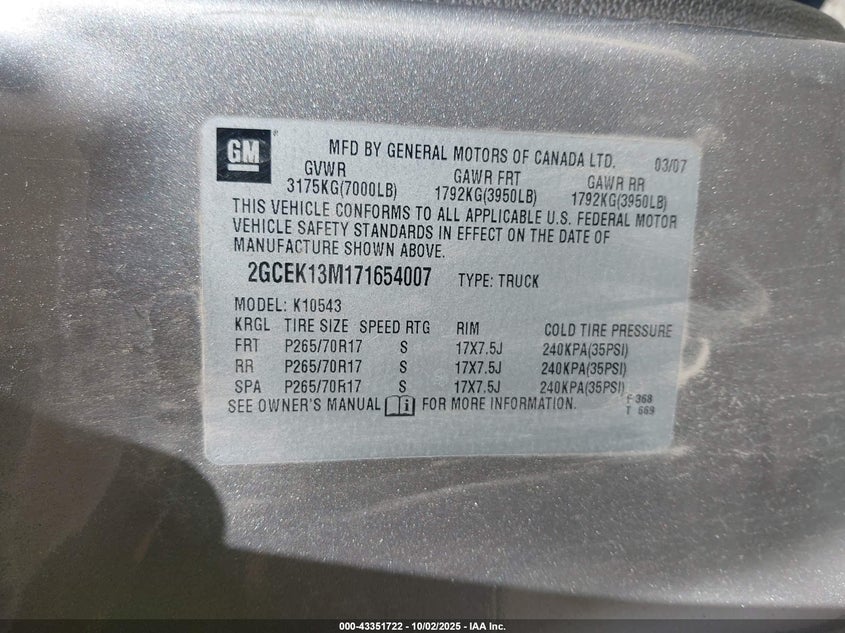 GM ®
MFD BY GENERAL MOTORS OF CANADA LTD. 03/07
GVWR GAWR FRT GAWR RR
3175KG(7000LB) 1792KG(3950LB) 1792KG(3950LB)
THIS VEHICLE CONFORMS TO ALL APPLICABLE U.S. FEDERAL MOTOR
VEHICLE SAFETY STANDARDS IN EFFECT ON THE DATE OF
MANUFACTURE SHOWN ABOVE.
2GCEK13M171654007 TYPE: TRUCK
MODEL: K10543
KRGL TIRE SIZE SPEED RTG RIM COLD TIRE PRESSURE
FRT P265/70R17 S 17X7.5J 240KPA(35PSI)
RR P265/70R17 S 17X7.5J 240KPA(35PSI)
SPA P265/70R17 S 17X7.5J 240KPA(35PSI)
SEE OWNER'S MANUAL FOR MORE INFORMATION.
F 368
T 669
000-43351722 - 10/02/2025 - IAA Inc.